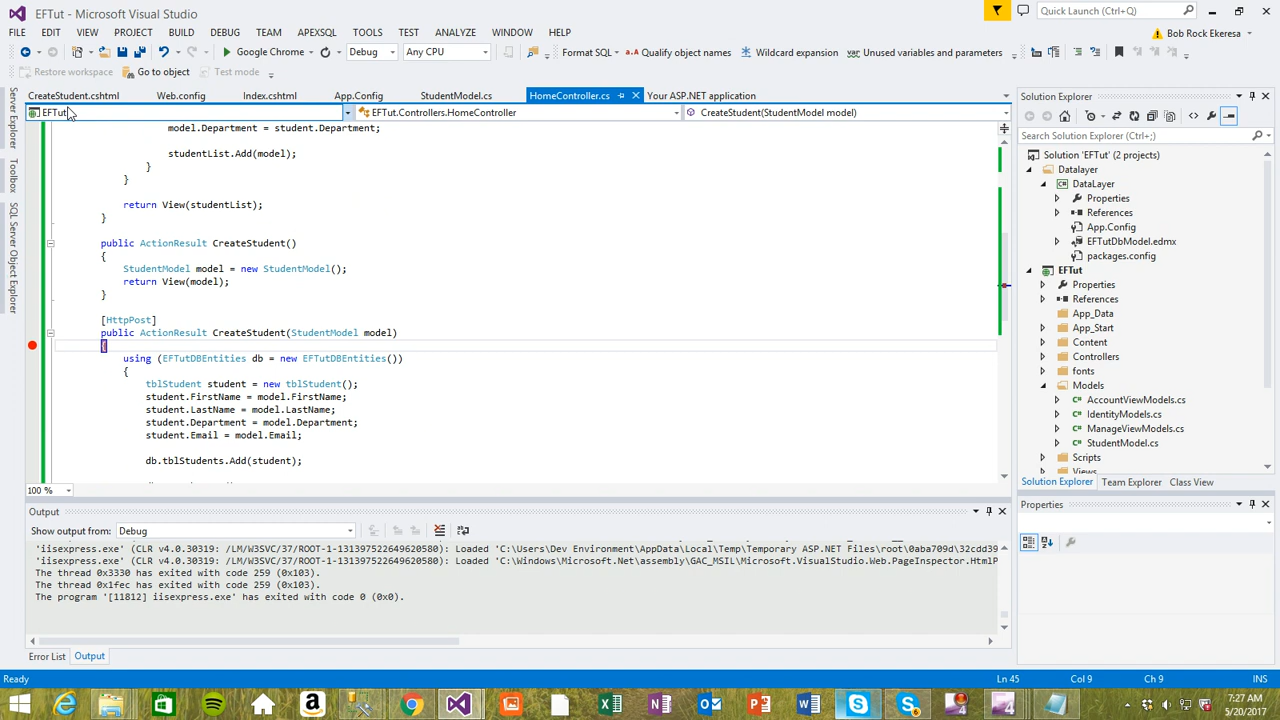 EFTut - Microsoft Visual Studio
Quick Launch (Ctrl+Q)
FILE EDIT VIEW PROJECT BUILD DEBUG TEAM APEXSQL TOOLS TEST ANALYZE WINDOW HELP
Bob Rock Ekeresa
Google Chrome Debug Any CPU Format SQL Qualify object names Wildcard expansion Unused variables and parameters
Restore workspace Go to object Test mode
CreateStudent.cshtml Web.config Index.cshtml App.Config StudentModel.cs HomeController.cs Your ASP.NET application
EFTut EFTut.Controllers.HomeController CreateStudent(StudentModel model)
Server Explorer
Toolbox
SQL Server Object Explorer
model.Department = student.Department;
studentList.Add(model);
}
}
return View(studentList);
}
public ActionResult CreateStudent()
{
StudentModel model = new StudentModel();
return View(model);
}
[HttpPost]
public ActionResult CreateStudent(StudentModel model)
{
using (EFTutDBEntities db = new EFTutDBEntities())
{
tblStudent student = new tblStudent();
student.FirstName = model.FirstName;
student.LastName = model.LastName;
student.Department = model.Department;
student.Email = model.Email;
db.tblStudents.Add(student);
100 %
Solution Explorer
Search Solution Explorer (Ctrl+;)
Solution 'EFTut' (2 projects)
Datalayer
DataLayer
Properties
References
App.Config
EFTutDbModel.edmx
packages.config
EFTut
Properties
References
App_Data
App_Start
Content
Controllers
fonts
Models
AccountViewModels.cs
IdentityModels.cs
ManageViewModels.cs
StudentModel.cs
Scripts
Views
Solution Explorer Team Explorer Class View
Properties
Output
Show output from: Debug
'iisexpress.exe' (CLR v4.0.30319: /LM/W3SVC/37/ROOT-1-131397522649620580): Loaded 'C:\Users\Dev Environment\AppData\Local\Temp\Temporary ASP.NET Files\root\0aba709d\32cdd39
'iisexpress.exe' (CLR v4.0.30319: /LM/W3SVC/37/ROOT-1-131397522649620580): Loaded 'C:\Windows\Microsoft.Net\assembly\GAC_MSIL\Microsoft.VisualStudio.Web.PageInspector.HtmlP
The thread 0x3330 has exited with code 259 (0x103).
The thread 0x1fec has exited with code 259 (0x103).
The program '[11812] iisexpress.exe' has exited with code 0 (0x0).
Error List Output
Ready Ln 45 Col 9 Ch 9 INS
7:27 AM
5/20/2017